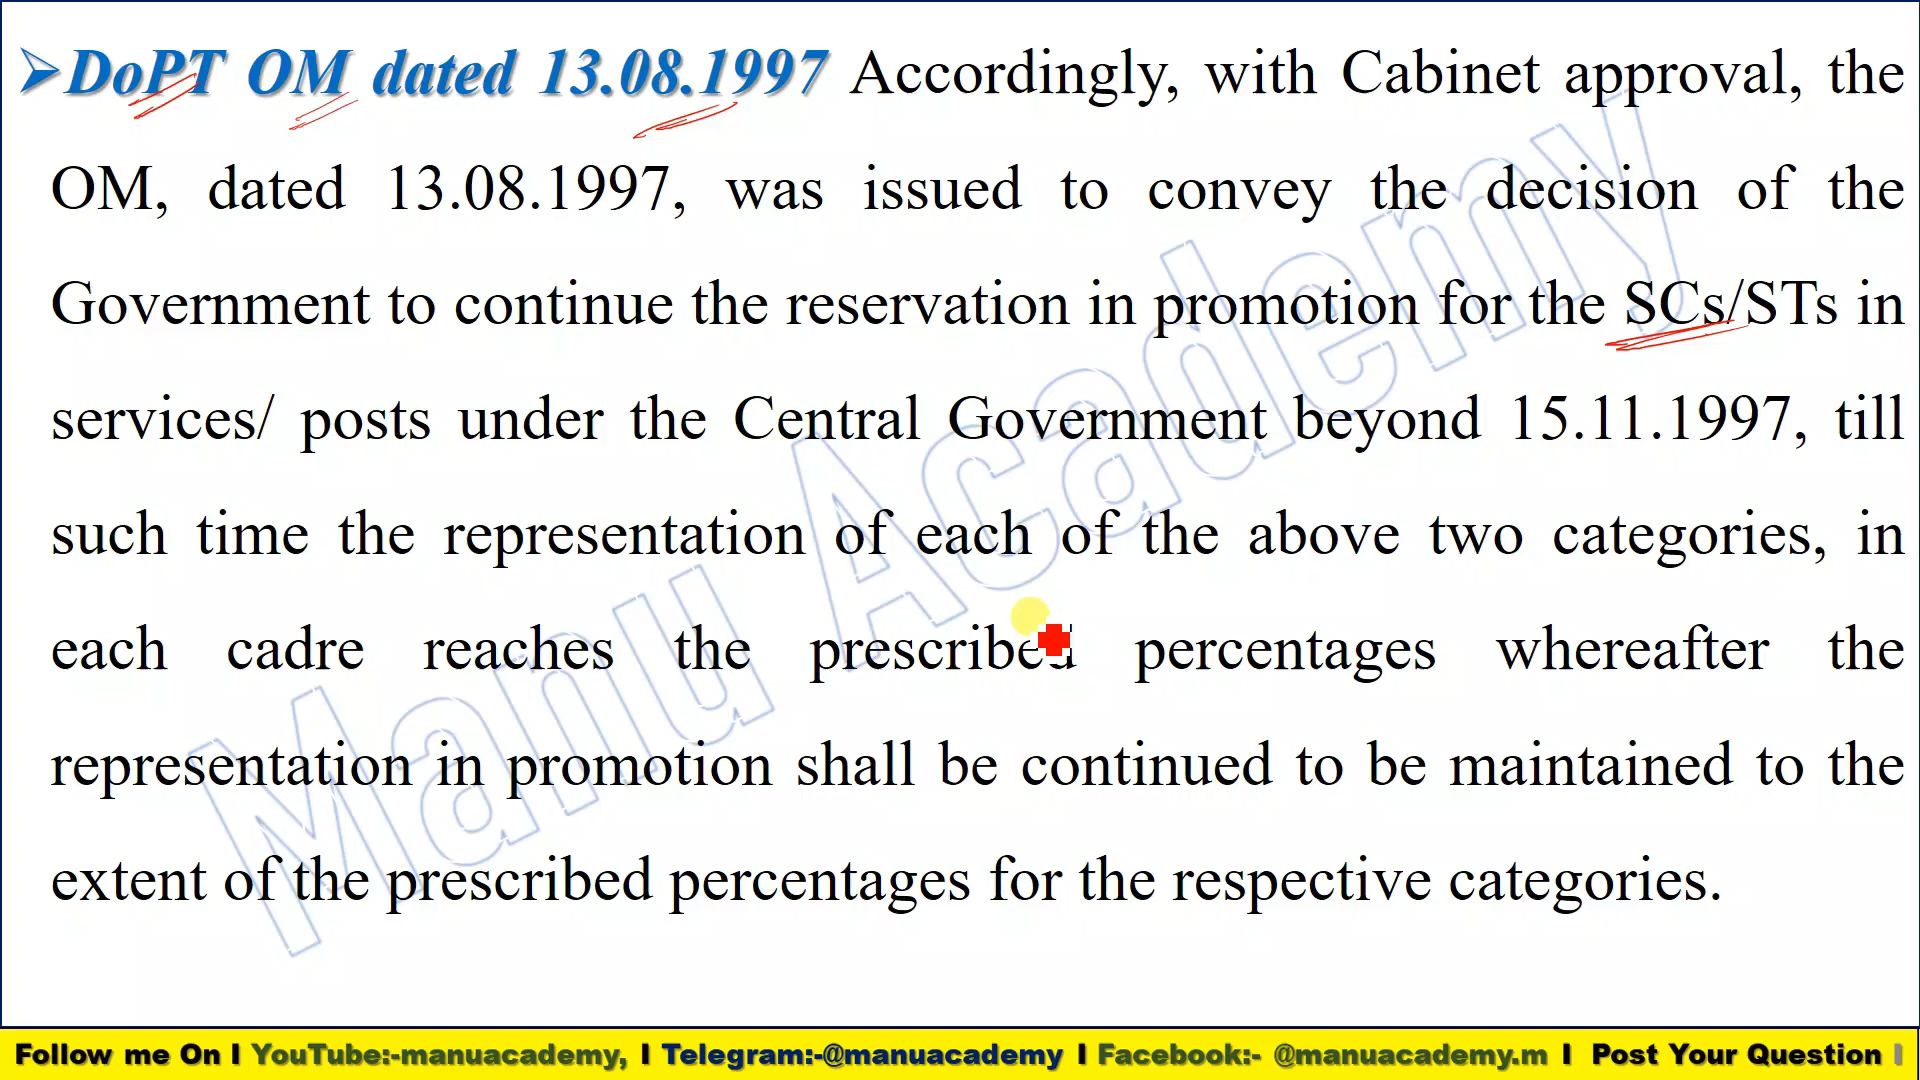 ➢DoPT OM dated 13.08.1997 Accordingly, with Cabinet approval, the
OM, dated 13.08.1997, was issued to convey the decision of the
Government to continue the reservation in promotion for the SCs/STs in
services/ posts under the Central Government beyond 15.11.1997, till
such time the representation of each of the above two categories, in
each cadre reaches the prescribed percentages whereafter the
representation in promotion shall be continued to be maintained to the
extent of the prescribed percentages for the respective categories.
Manu Academy
Follow me On I YouTube:-manuacademy, I Telegram:-@manuacademy I Facebook:- @manuacademy.m I Post Your Question I